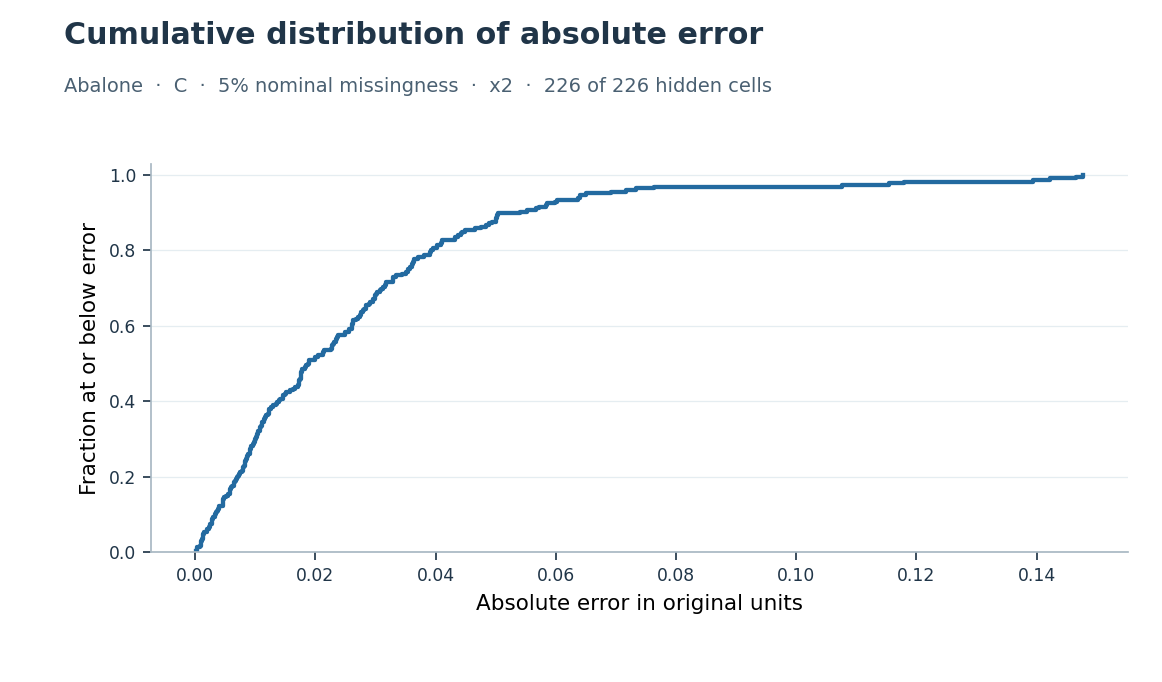 Cumulative distribution of absolute error
Abalone · C · 5% nominal missingness · x2 · 226 of 226 hidden cells
Fraction at or below error
1.0
0.8
0.6
0.4
0.2
0.0
0.00 0.02 0.04 0.06 0.08 0.10 0.12 0.14
Absolute error in original units